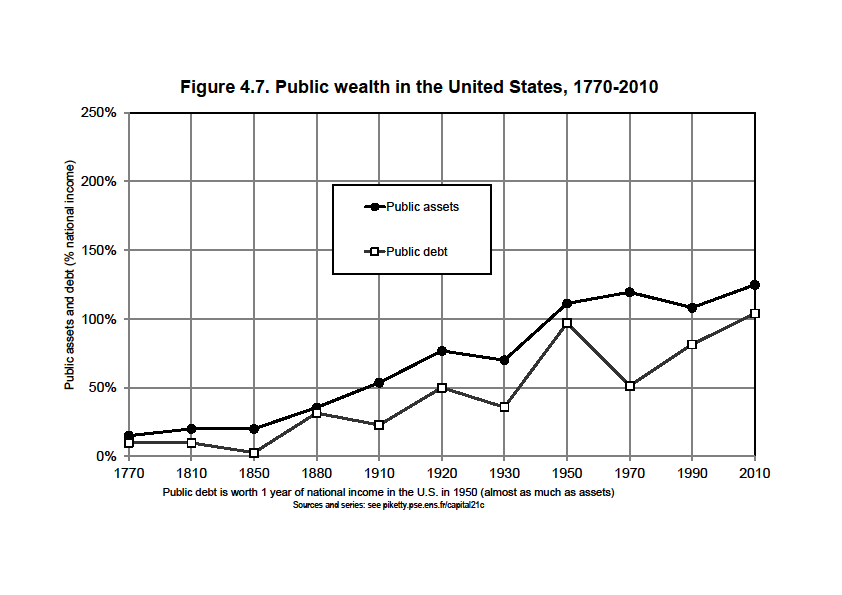 Figure 4.7. Public wealth in the United States, 1770-2010
Public assets and debt (% national income)
250%
200%
150%
100%
50%
0%
Public assets
Public debt
1770 1810 1850 1880 1910 1920 1930 1950 1970 1990 2010
Public debt is worth 1 year of national income in the U.S. in 1950 (almost as much as assets)
Sources and series: see piketty.pse.ens.fr/capital21c